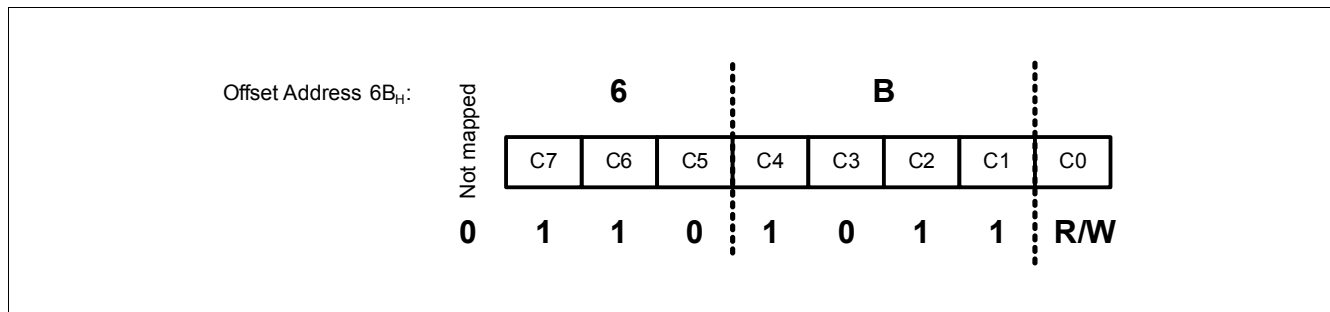 Offset Address 6BH: 6 B
Not mapped
C7 C6 C5 C4 C3 C2 C1 C0
0 1 1 0 1 0 1 1 R/W